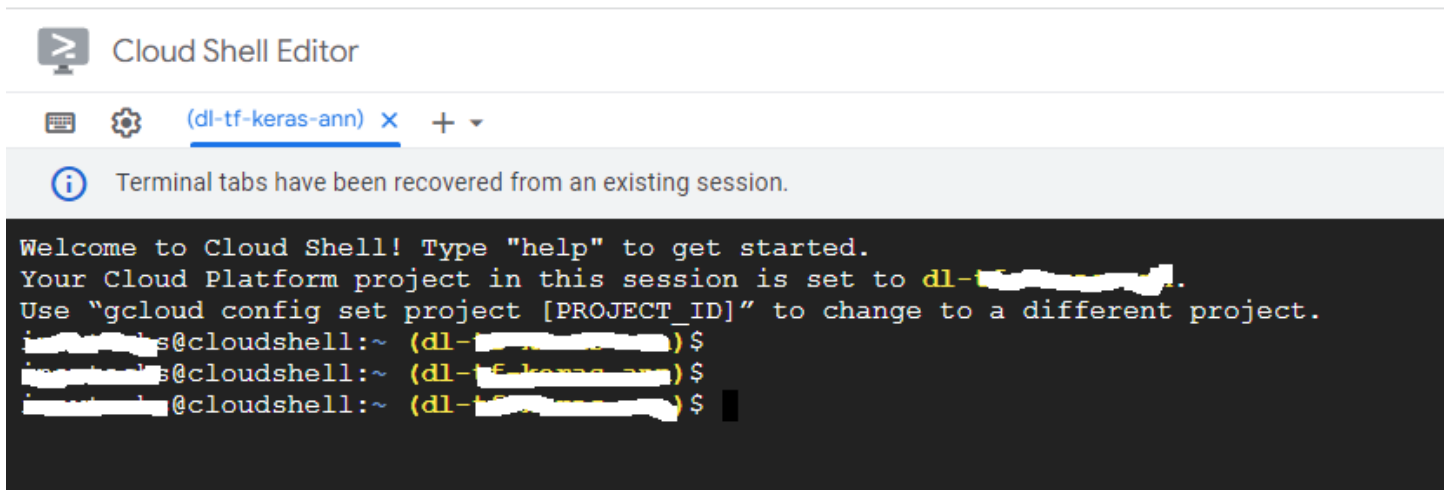 Cloud Shell Editor
(dl-tf-keras-ann)
Terminal tabs have been recovered from an existing session.
Welcome to Cloud Shell! Type "help" to get started.
Your Cloud Platform project in this session is set to dl-
Use “gcloud config set project [PROJECT_ID]” to change to a different project.
s@cloudshell:~ (dl-)$
s@cloudshell:~ (dl-)$
@cloudshell:~ (dl-)$